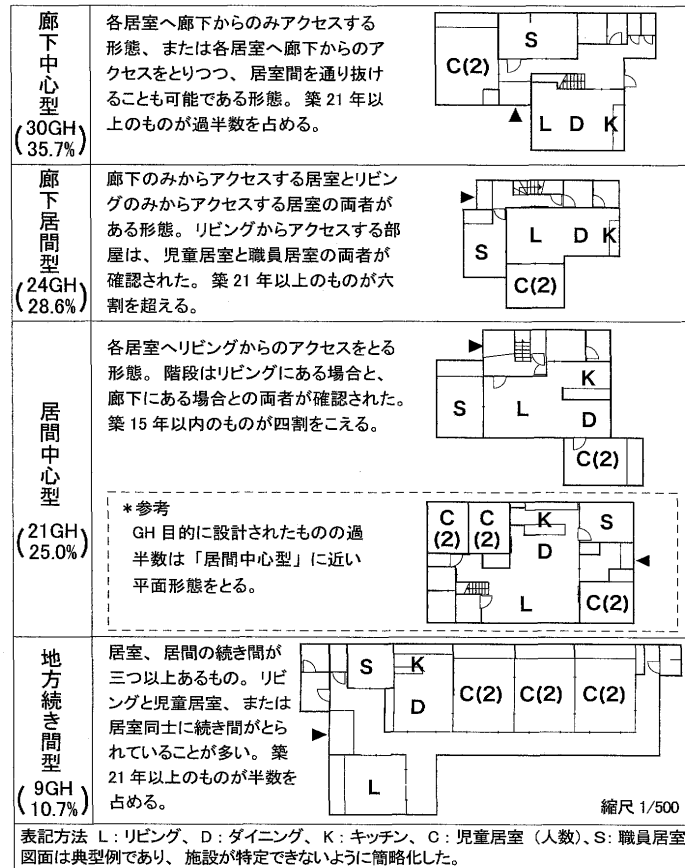 廊下中心型
(30GH 35.7%)
各居室へ廊下からのみアクセスする
形態、または各居室へ廊下からのア
クセスをとりつつ、居室間を通り抜け
ることも可能である形態。築21年以
上のものが過半数を占める。
S
C(2)
L D K
廊下居間型
(24GH 28.6%)
廊下のみからアクセスする居室とリビン
グのみからアクセスする居室の両者が
ある形態。リビングからアクセスする部
屋は、児童居室と職員居室の両者が
確認された。築21年以上のものが六
割を超える。
S
L D K
C(2)
居間中心型
(21GH 25.0%)
各居室へリビングからのアクセスをとる
形態。階段はリビングにある場合と、
廊下にある場合との両者が確認された。
築15年以内のものが四割をこえる。
K
S
L
D
C(2)
*参考
GH目的に設計されたものの過
半数は「居間中心型」に近い
平面形態をとる。
C(2)
C(2)
K
S
D
L
C(2)
地方続き間型
(9GH 10.7%)
居室、居間の続き間が
三つ以上あるもの。リビ
ングと児童居室、または
居室同士に続き間がとら
れていることが多い。築
21年以上のものが半数を
占める。
S
K
D
C(2)
C(2)
C(2)
L
縮尺 1/500
表記方法 L:リビング、D:ダイニング、K:キッチン、C:児童居室(人数)、S:職員居室
図面は典型例であり、施設が特定できないように簡略化した。